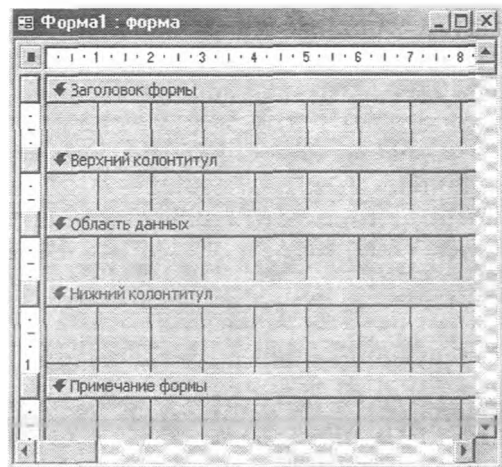 Форма1 : форма
1 2 3 4 5 6 7 8
Заголовок формы
Верхний колонтитул
Область данных
Нижний колонтитул
1
Примечание формы